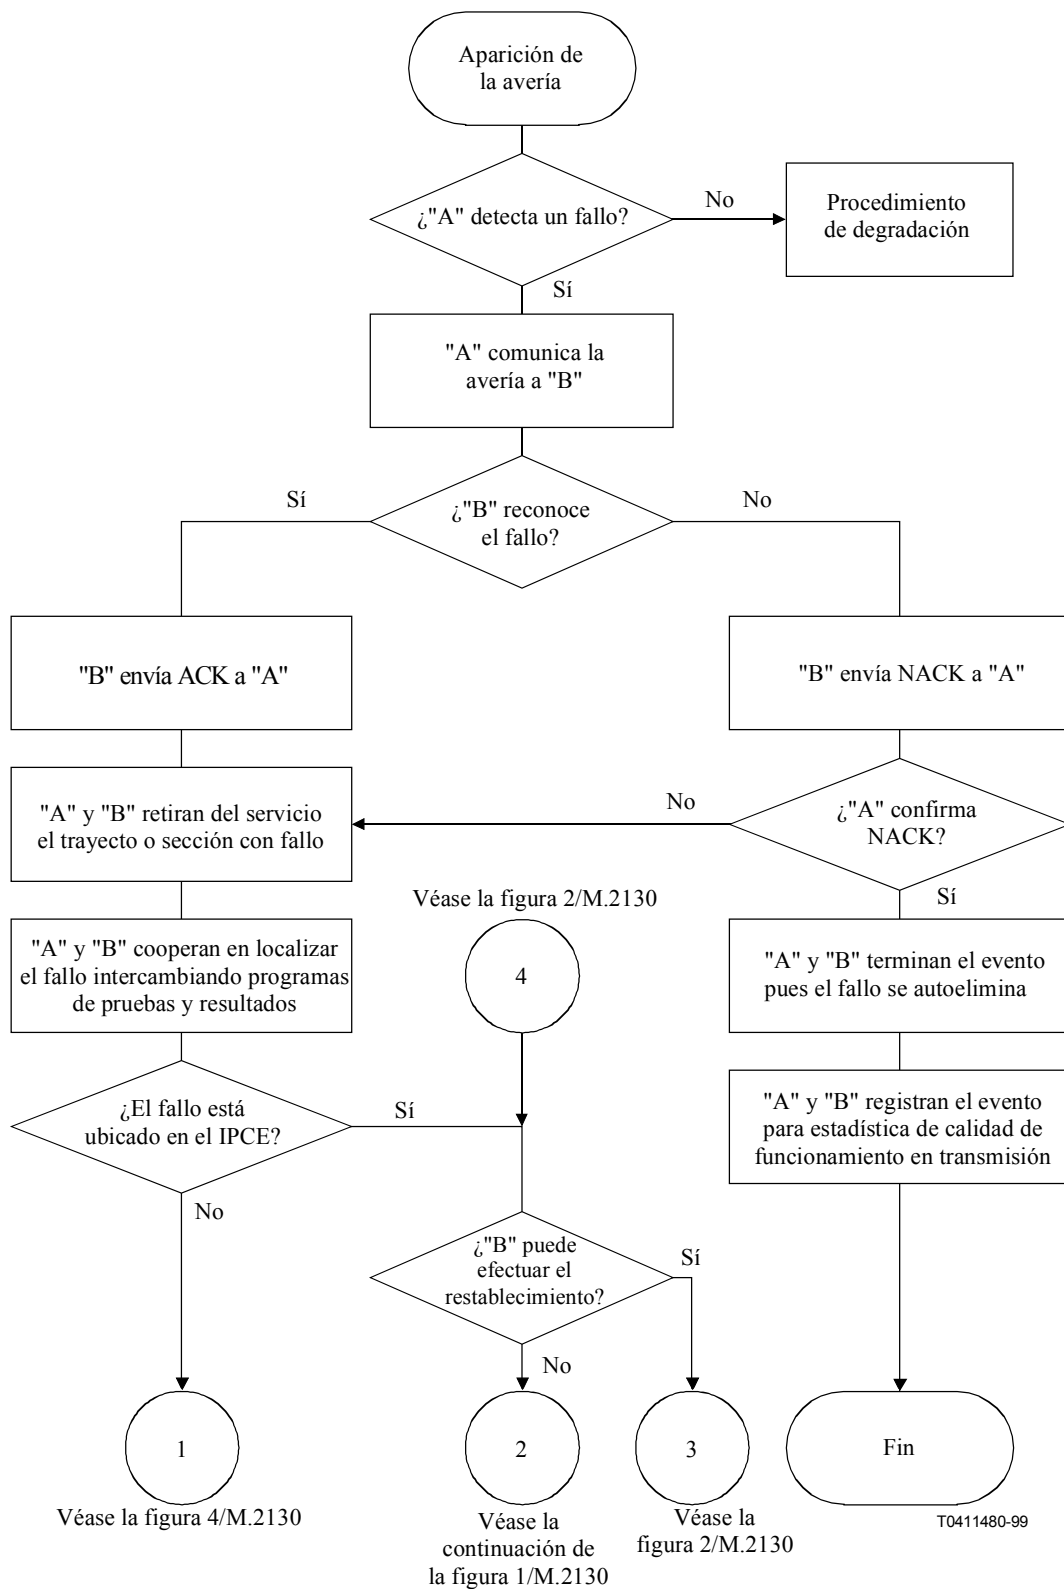 Aparición de
la avería
¿"A" detecta un fallo?
No
Procedimiento
de degradación
Sí
"A" comunica la
avería a "B"
Sí
¿"B" reconoce
el fallo?
No
"B" envía ACK a "A"
"B" envía NACK a "A"
"A" y "B" retiran del servicio
el trayecto o sección con fallo
No
¿"A" confirma
NACK?
Sí
Véase la figura 2/M.2130
4
"A" y "B" cooperan en localizar
el fallo intercambiando programas
de pruebas y resultados
"A" y "B" terminan el evento
pues el fallo se autoelimina
¿El fallo está
ubicado en el IPCE?
Sí
No
"A" y "B" registran el evento
para estadística de calidad de
funcionamiento en transmisión
¿"B" puede
efectuar el
restablecimiento?
Sí
No
1
2
3
Fin
Véase la figura 4/M.2130
Véase la
continuación de
la figura 1/M.2130
Véase la
figura 2/M.2130
T0411480-99